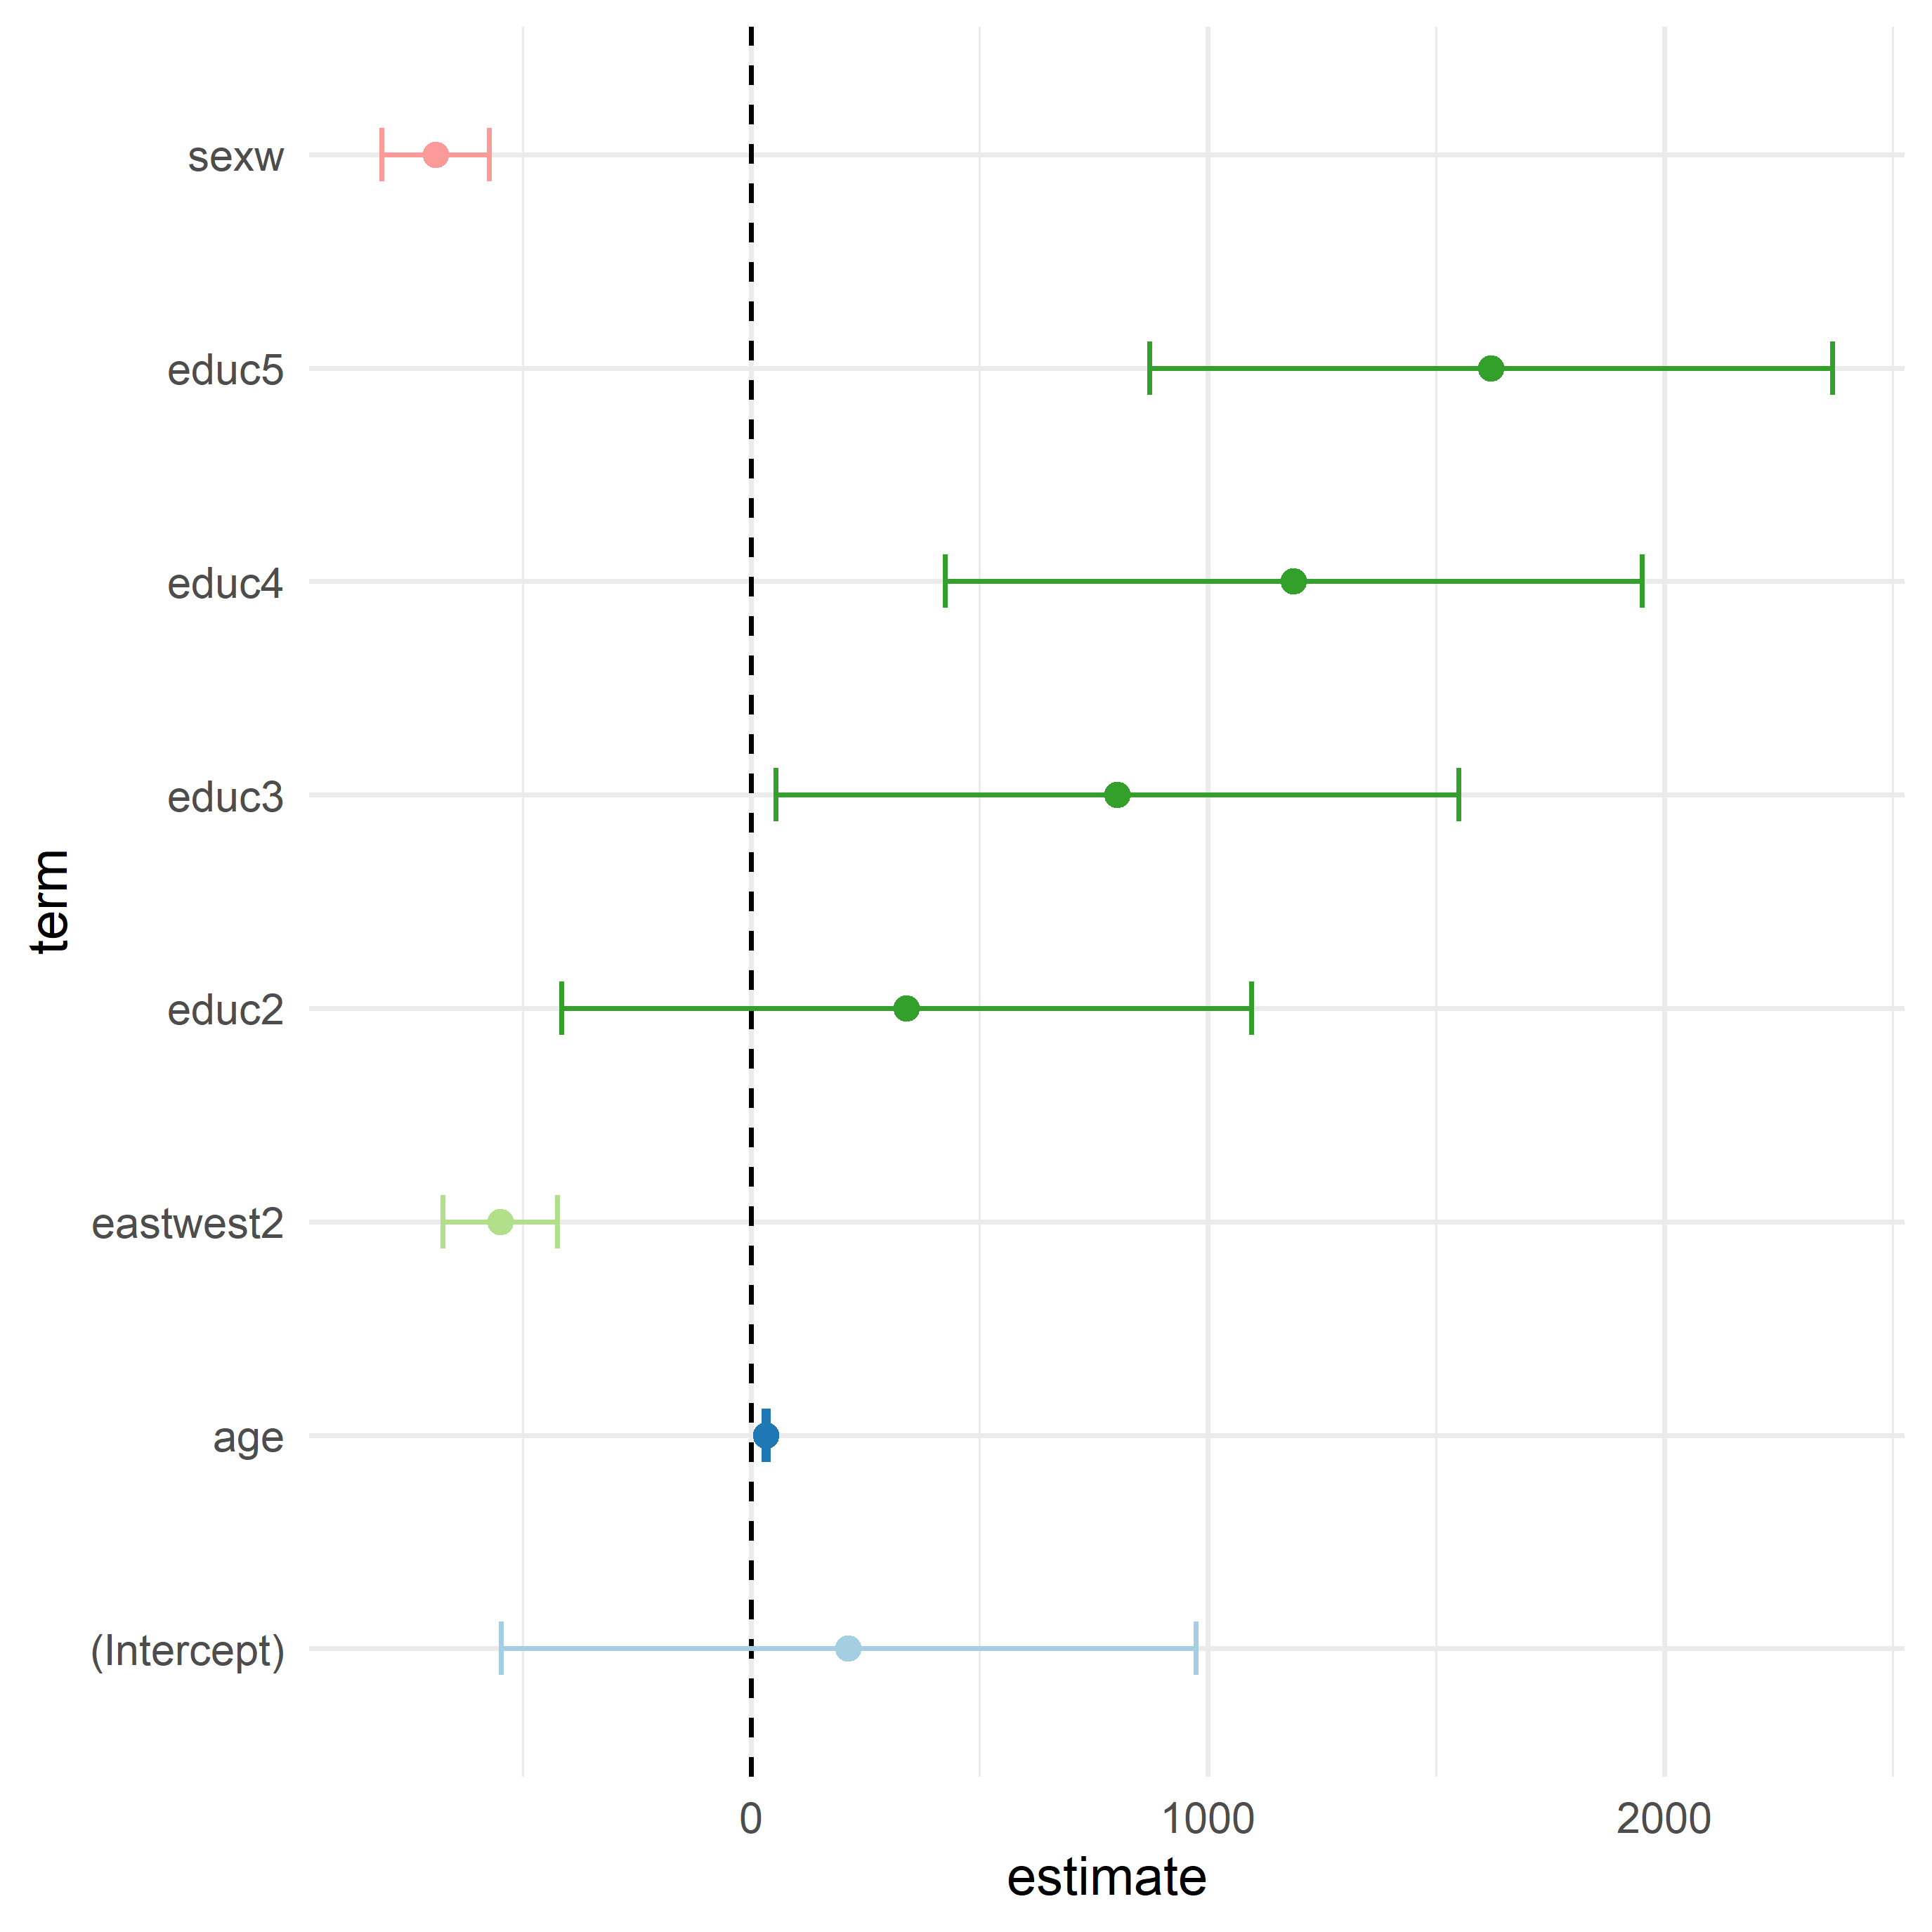 sexw
educ5
educ4
educ3
term
educ2
eastwest2
age
(Intercept)
0 1000 2000
estimate